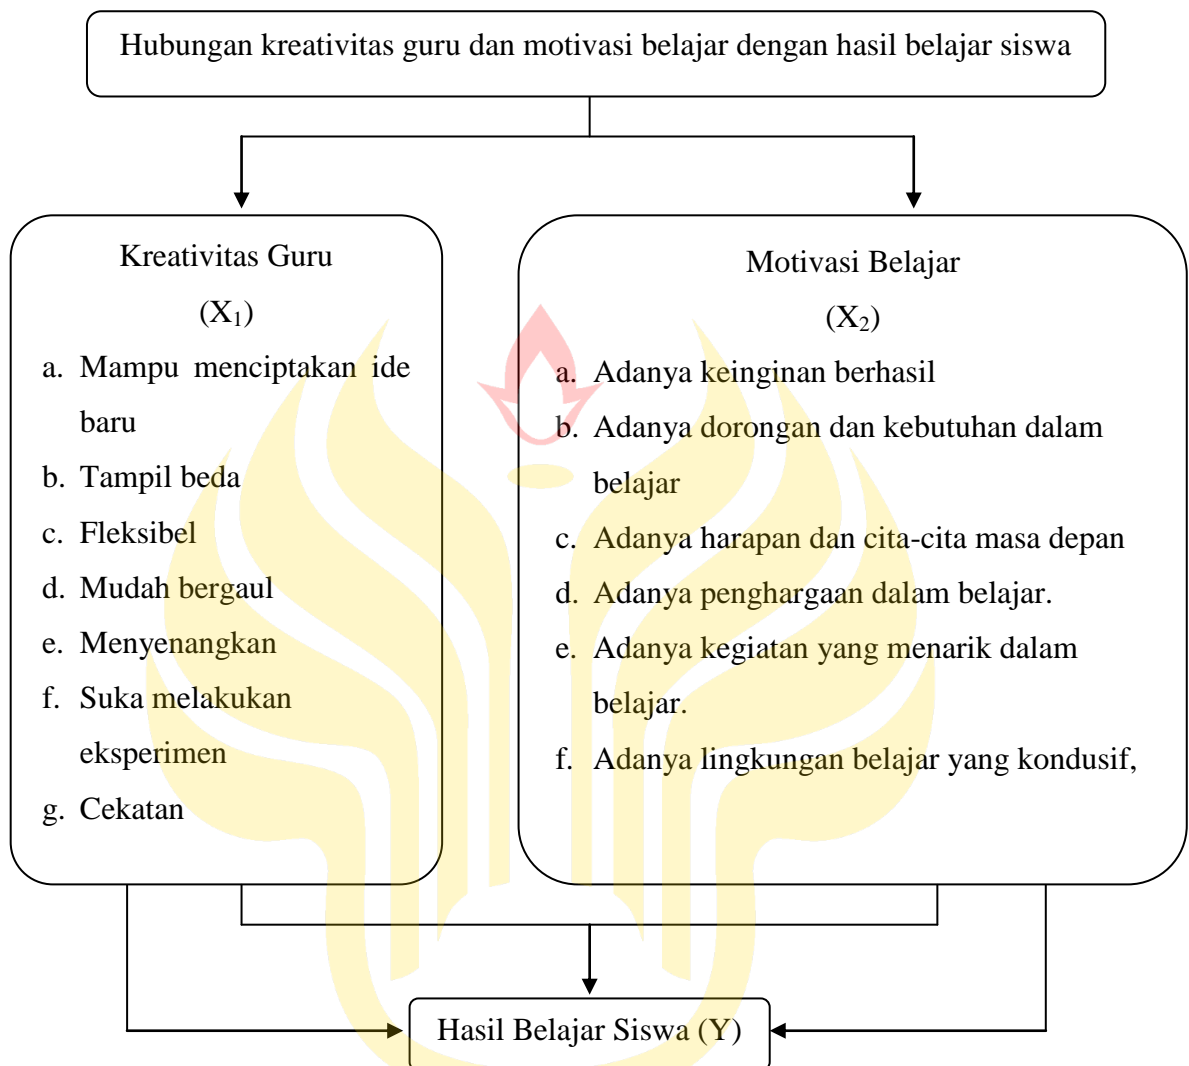 Hubungan kreativitas guru dan motivasi belajar dengan hasil belajar siswa
Kreativitas Guru
(X₁)
a. Mampu menciptakan ide
baru
b. Tampil beda
c. Fleksibel
d. Mudah bergaul
e. Menyenangkan
f. Suka melakukan
eksperimen
g. Cekatan
Motivasi Belajar
(X₂)
a. Adanya keinginan berhasil
b. Adanya dorongan dan kebutuhan dalam
belajar
c. Adanya harapan dan cita-cita masa depan
d. Adanya penghargaan dalam belajar.
e. Adanya kegiatan yang menarik dalam
belajar.
f. Adanya lingkungan belajar yang kondusif,
Hasil Belajar Siswa (Y)